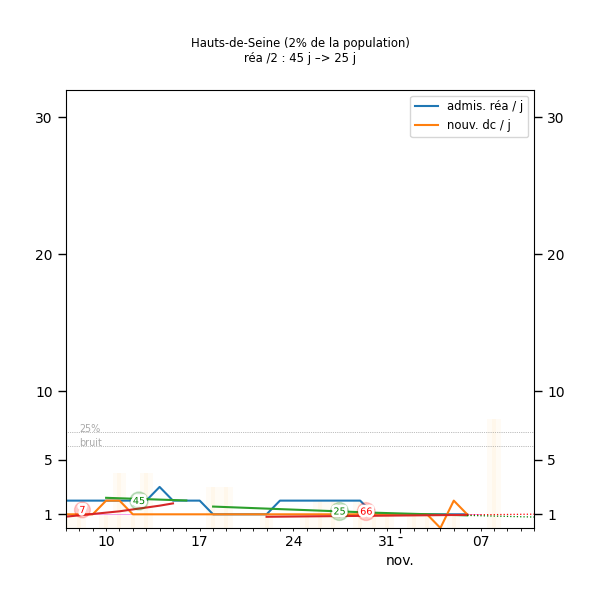 Hauts-de-Seine (2% de la population)
réa /2 : 45 j –> 25 j
admis. réa / j
nouv. dc / j
30 30
20 20
10 10
25%
bruit
5 5
7 45 25 66
1 1
10 17 24 31 - 07
nov.